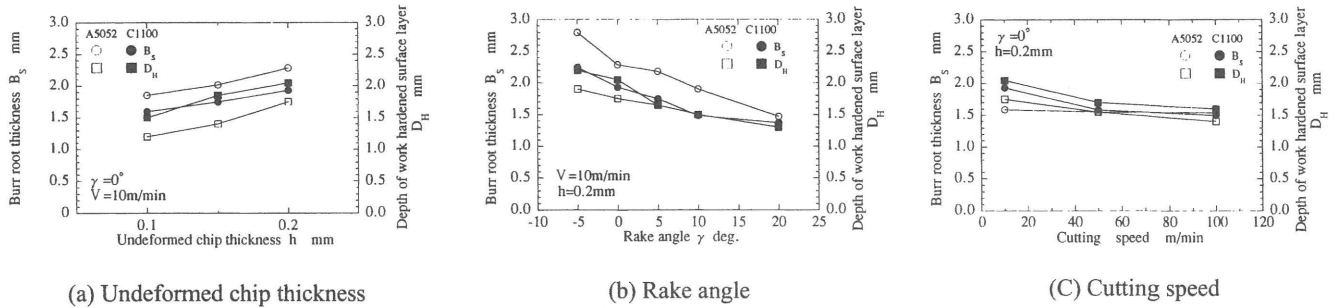 3.0
2.5
2.0
1.5
1.0
0.5
0
Burr root thickness B_S mm
A5052 C1100
B_S
D_H
γ=0°
V=10m/min
0.1
0.2
Undeformed chip thickness h mm
3.0
2.5
2.0
1.5
1.0
0.5
0.0
Depth of work hardened surface layer
D_H mm
(a) Undeformed chip thickness
3.0
2.5
2.0
1.5
1.0
0.5
0.0
Burr root thickness B_S mm
A5052 C1100
B_S
D_H
V=10m/min
h=0.2mm
-10 -5 0 5 10 15 20 25
Rake angle γ deg.
3.0
2.5
2.0
1.5
1.0
0.5
0.0
Depth of work hardened surface layer
D_H mm
(b) Rake angle
3.0
2.5
2.0
1.5
1.0
0.5
0.0
Burr root thickness B_S mm
γ=0°
h=0.2mm
A5052 C1100
B_S
D_H
0 20 40 60 80 100 120
Cutting speed m/min
3.0
2.5
2.0
1.5
1.0
0.5
0.0
Depth of work hardened surface layer
D_H mm
(C) Cutting speed